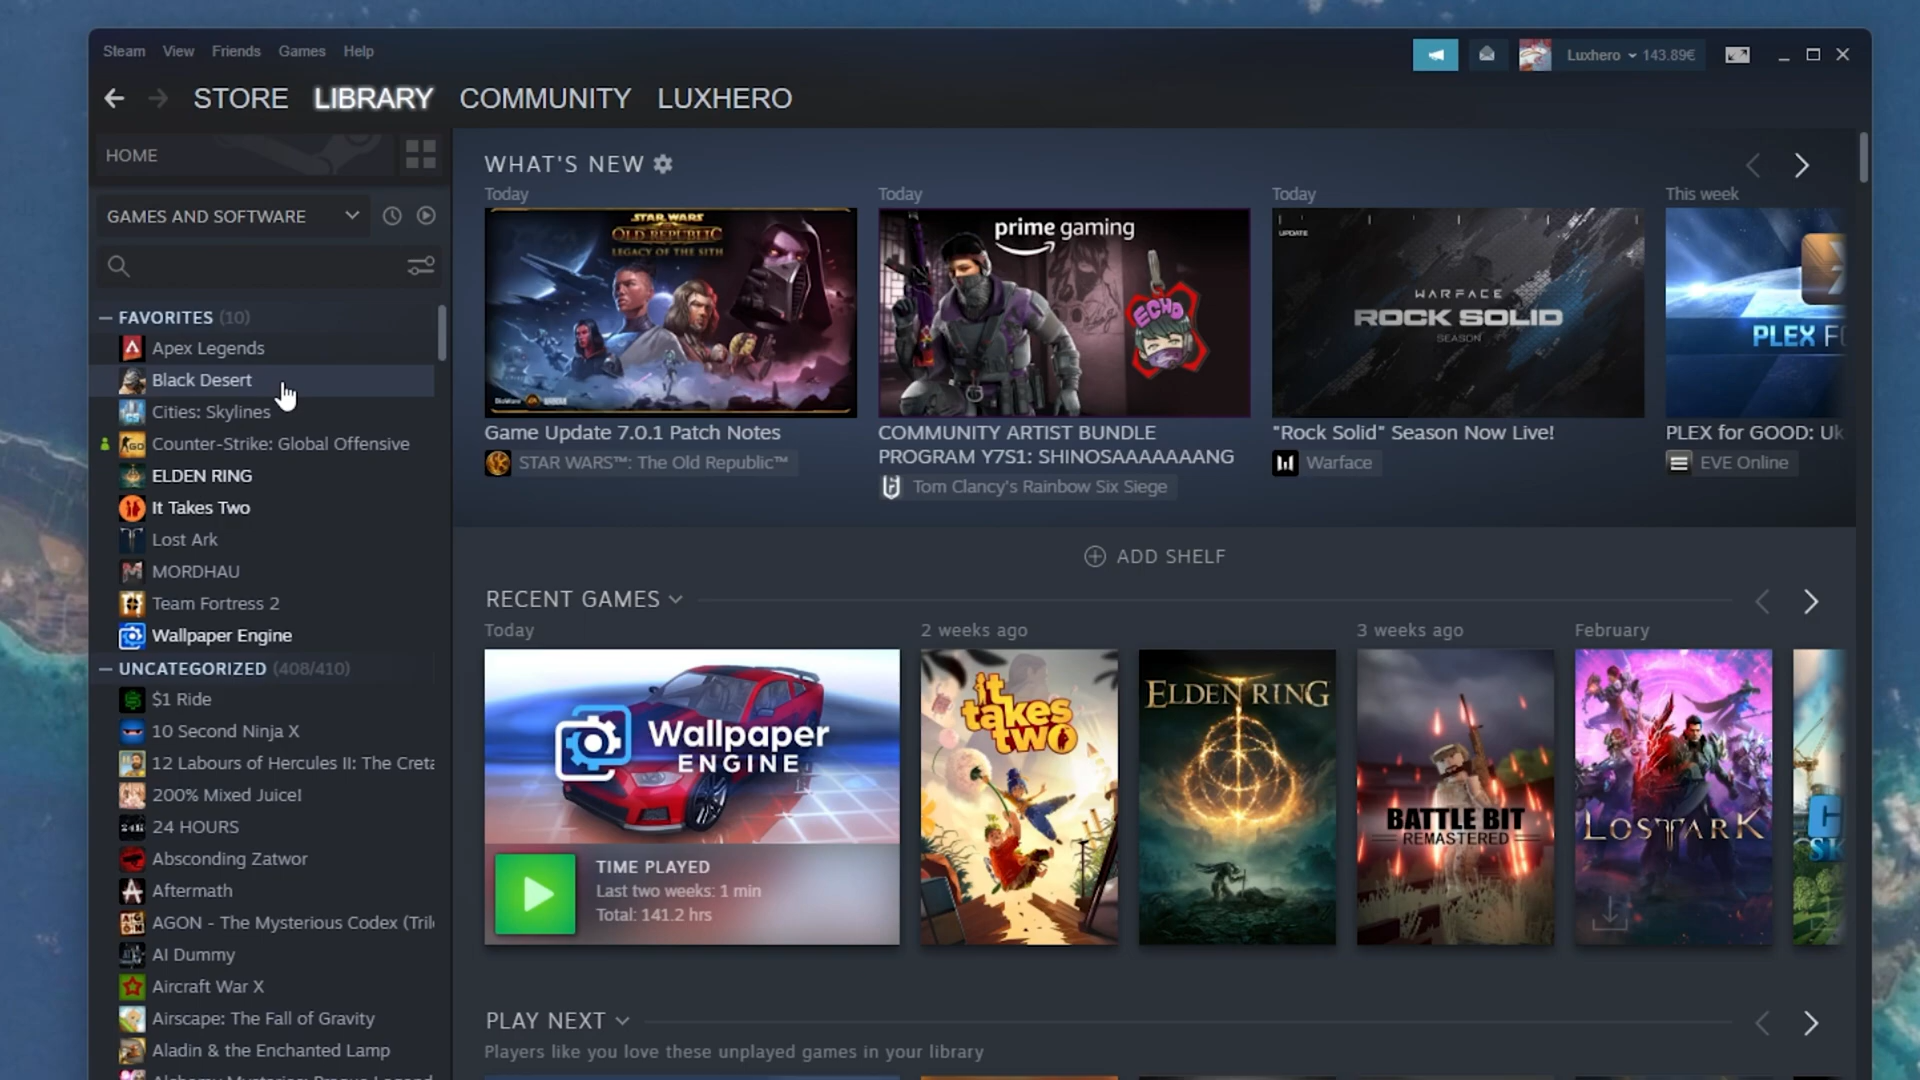 Steam View Friends Games Help
Luxhero 143.89€
STORE LIBRARY COMMUNITY LUXHERO
HOME
GAMES AND SOFTWARE
FAVORITES (10)
Apex Legends
Black Desert
Cities: Skylines
Counter-Strike: Global Offensive
ELDEN RING
It Takes Two
Lost Ark
MORDHAU
Team Fortress 2
Wallpaper Engine
UNCATEGORIZED (408/410)
$1 Ride
10 Second Ninja X
12 Labours of Hercules II: The Creta
200% Mixed Juice!
24 HOURS
Absconding Zatwor
Aftermath
AGON - The Mysterious Codex (Tril
AI Dummy
Aircraft War X
Airscape: The Fall of Gravity
Aladin & the Enchanted Lamp
WHAT'S NEW
Today
STAR WARS
THE OLD REPUBLIC
LEGACY OF THE SITH
Game Update 7.0.1 Patch Notes
STAR WARS™: The Old Republic™
Today
prime gaming
ECHO
COMMUNITY ARTIST BUNDLE
PROGRAM Y7S1: SHINOSAAAAAAANG
Tom Clancy's Rainbow Six Siege
Today
UPDATE
WARFACE
ROCK SOLID
SEASON
"Rock Solid" Season Now Live!
Warface
This week
PLEX FO
PLEX for GOOD: Uk
EVE Online
ADD SHELF
RECENT GAMES
Today
Wallpaper
ENGINE
TIME PLAYED
Last two weeks: 1 min
Total: 141.2 hrs
2 weeks ago
it
takes
two
ELDEN RING
3 weeks ago
BATTLE BIT
REMASTERED
February
LOST ARK
C
SK
PLAY NEXT
Players like you love these unplayed games in your library